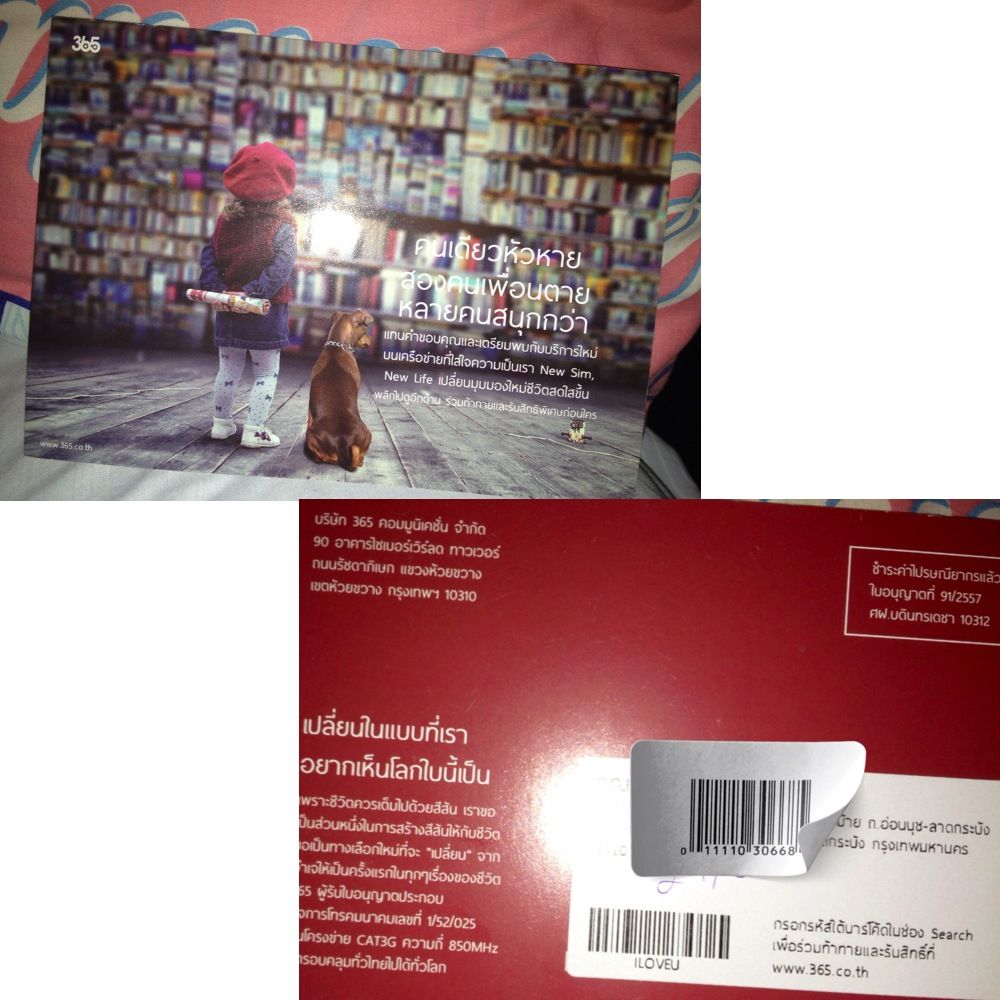 365
คนเดียวหัวหาย
สองคนเพื่อนตาย
หลายคนสนุกกว่า
แทนคำขอบคุณและเตรียมพบกับบริการใหม่
บนเครือข่ายที่ใส่ใจความเป็นเรา New Sim,
New Life เปลี่ยนมุมมองใหม่ชีวิตสดใสขึ้น
พลิกไปดูอีกด้าน ร่วมท้าทายและรับสิทธิพิเศษก่อนใคร
www.365.co.th
บริษัท 365 คอมมูนิเคชั่น จำกัด
90 อาคารไซเบอร์เวิร์ลด ทาวเวอร์
ถนนรัชดาภิเษก แขวงห้วยขวาง
เขตห้วยขวาง กรุงเทพฯ 10310
ชำระค่าไปรษณียากรแล้ว
ใบอนุญาตที่ 91/2557
ศฝ.บดินทรเดชา 10312
เปลี่ยนในแบบที่เรา
อยากเห็นโลกใบนี้เป็น
เพราะชีวิตควรเต็มไปด้วยสีสัน เราขอ
เป็นส่วนหนึ่งในการสร้างสีสันให้กับชีวิต
ขอเป็นทางเลือกใหม่ที่จะ "เปลี่ยน" จาก
ให้เป็นครั้งแรกในทุกๆเรื่องของชีวิต
65 ผู้รับใบอนุญาตประกอบ
จการโทรคมนาคมเลขที่ 1/52/025
โครงข่าย CAT3G ความถี่ 850MHz
รอบคลุมทั่วไทยไปได้ทั่วโลก
ถ.อ่อนนุช-ลาดกระบัง
กระบัง กรุงเทพมหานคร
0 11110 30668
ILOVEU
กรอกรหัสใต้บาร์โค๊ดในช่อง Search
เพื่อร่วมท้าทายและรับสิทธิ์ที่
www.365.co.th